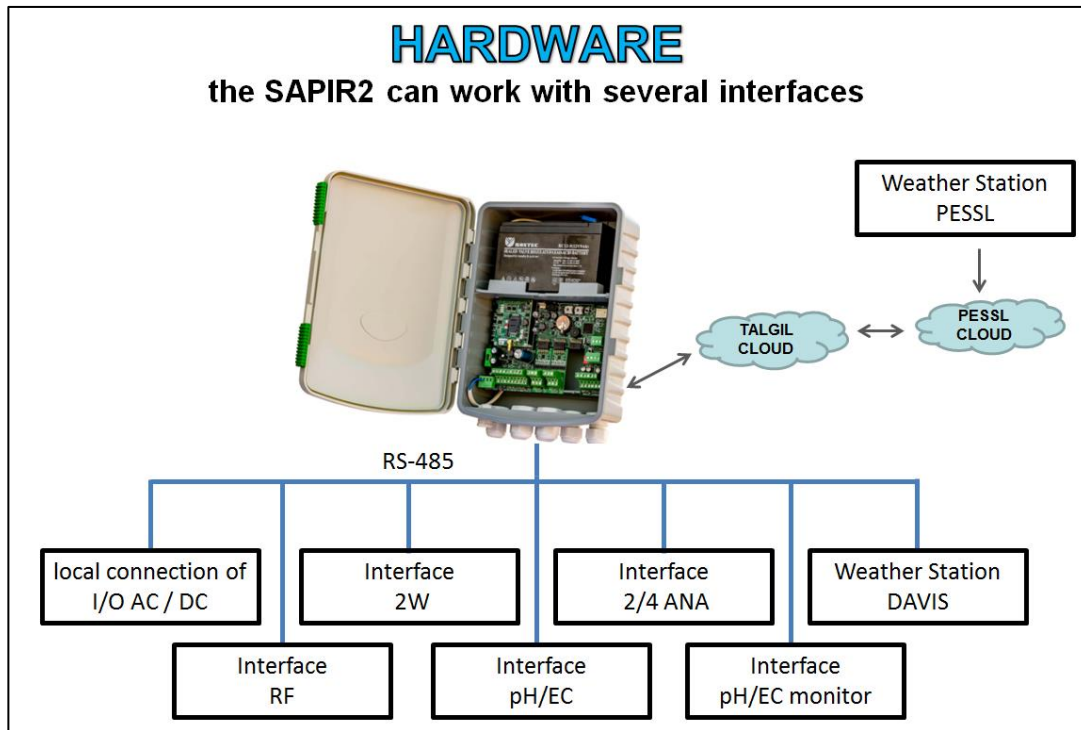 HARDWARE
the SAPIR2 can work with several interfaces
Weather Station
PESSL
PESSL
CLOUD
TALGIL
CLOUD
RS-485
local connection of
I/O AC / DC
Interface
2W
Interface
2/4 ANA
Weather Station
DAVIS
Interface
RF
Interface
pH/EC
Interface
pH/EC monitor